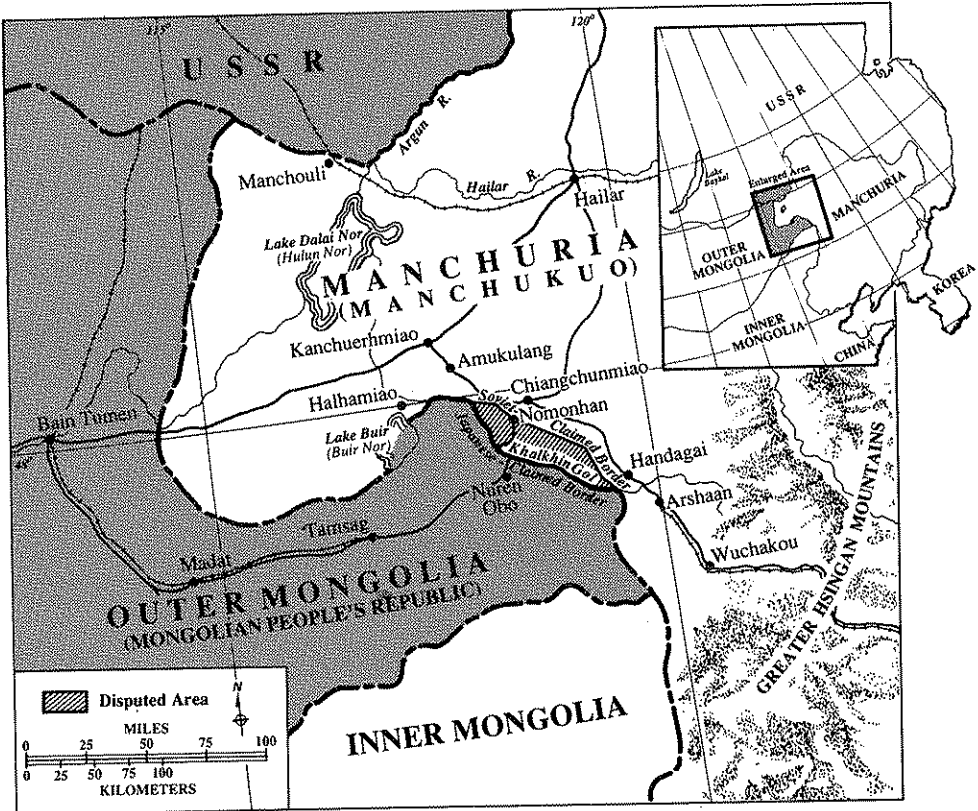 115°
120°
USSR
Argun R.
Manchouli
Hailar R.
Hailar
Lake Dalai Nor
(Hulun Nor)
MANCHURIA
(MANCHUKUO)
Kanchuerhmiao
Amukulang
Chiangchunmiao
Halhamiao
Soviet Claimed Border
Nomonhan
Bain Tumen
Lake Buir
(Buir Nor)
Japanese Claimed Border
Khalkhin Gol
Handagai
48°
Noren
Obo
Arshaan
Tamsag
Wuchakou
Madat
OUTER MONGOLIA
(MONGOLIAN PEOPLE'S REPUBLIC)
GREATER HSINGAN MOUNTAINS
INNER MONGOLIA
Disputed Area
N
MILES
0 25 50 75 100
0 25 50 75 100
KILOMETERS
USSR
Lake
Baykal
Enlarged Area
MANCHURIA
OUTER
MONGOLIA
INNER
MONGOLIA
KOREA
CHINA